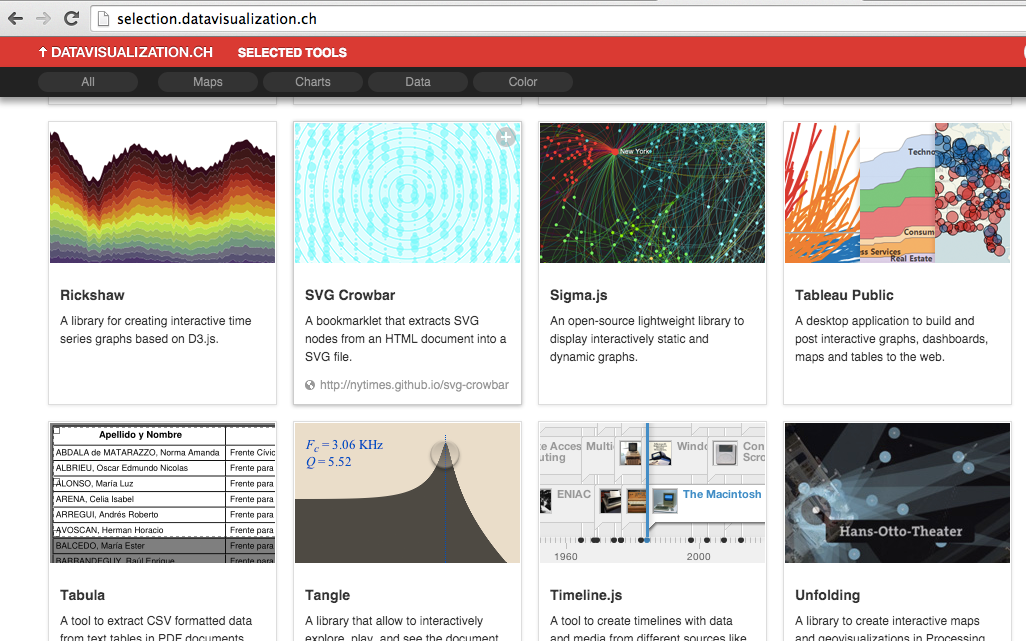 selection.datavisualization.ch
DATAVISUALIZATION.CH SELECTED TOOLS
All Maps Charts Data Color
New York
Techno
Consum
ss Services
Real Estate
Rickshaw
A library for creating interactive time
series graphs based on D3.js.
SVG Crowbar
A bookmarklet that extracts SVG
nodes from an HTML document into a
SVG file.
http://nytimes.github.io/svg-crowbar
Sigma.js
An open-source lightweight library to
display interactively static and
dynamic graphs.
Tableau Public
A desktop application to build and
post interactive graphs, dashboards,
maps and tables to the web.
Apellido y Nombre
ABDALA de MATARAZZO, Norma Amanda Frente Cívic
ALBRIEU, Oscar Edmundo Nicolas Frente para
ALONSO, María Luz Frente para
ARENA, Celia Isabel Frente para
ARREGUI, Andrés Roberto Frente para
AVOSCAN, Herman Horacio Frente para
BALCEDO, María Ester Frente para
BARRANDEGUY, Raúl Enrique Frente para
Fc = 3.06 KHz
Q = 5.52
te Acces Multi Windo Con
uting Scro
ENIAC The Macintosh
1960 2000
Hans-Otto-Theater
Tabula
A tool to extract CSV formatted data
from text tables in PDF documents
Tangle
A library that allow to interactively
explore, play, and see the document
Timeline.js
A tool to create timelines with data
and media from different sources like
Unfolding
A library to create interactive maps
and geovisualizations in Processing